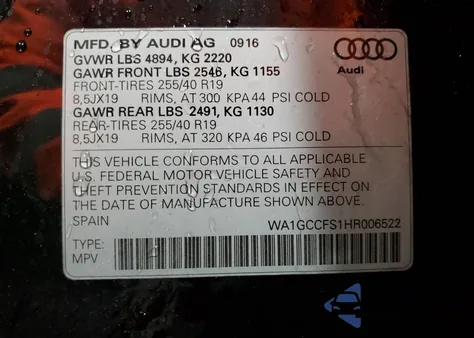 MFD. BY AUDI AG 0916
GVWR LBS 4894, KG 2220
GAWR FRONT LBS 2546, KG 1155
FRONT-TIRES 255/40 R19
8,5JX19 RIMS, AT 300 KPA 44 PSI COLD
GAWR REAR LBS 2491, KG 1130
REAR-TIRES 255/40 R19
8,5JX19 RIMS, AT 320 KPA 46 PSI COLD
Audi
THIS VEHICLE CONFORMS TO ALL APPLICABLE
U.S. FEDERAL MOTOR VEHICLE SAFETY AND
THEFT PREVENTION STANDARDS IN EFFECT ON
THE DATE OF MANUFACTURE SHOWN ABOVE.
SPAIN WA1GCCFS1HR006522
TYPE:
MPV